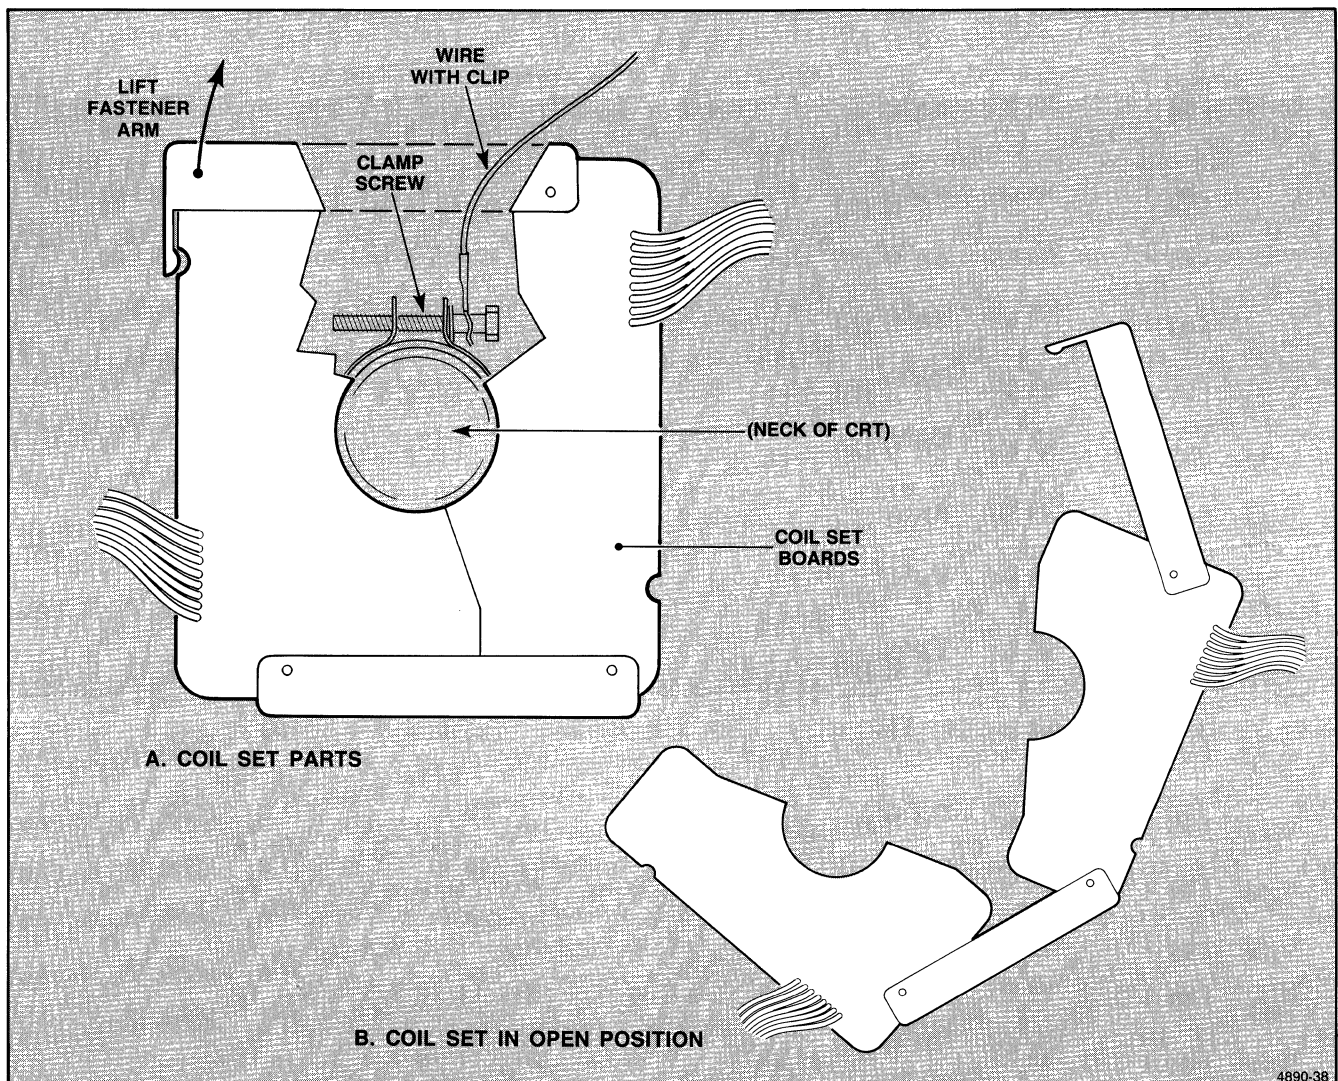 WIRE
WITH CLIP
LIFT
FASTENER
ARM
CLAMP
SCREW
(NECK OF CRT)
COIL SET
BOARDS
A. COIL SET PARTS
B. COIL SET IN OPEN POSITION
4890-38